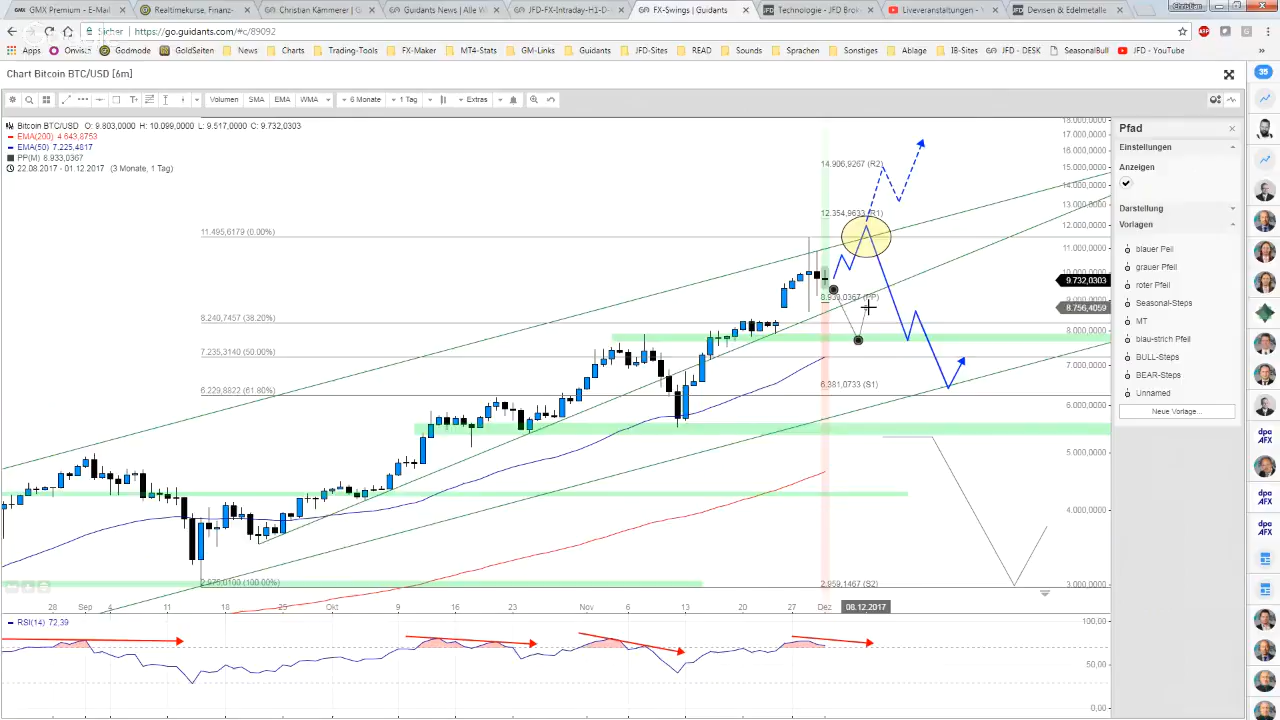 GMX Premium - E-Mail
Realtimekurse, Finanz-
Christian Kämmerer | G
Guidants News | Alle W
JFD-FX-Intraday-H1-D-
FX-Swings | Guidants
Technologie - JFD Bro
Liveveranstaltungen -
Devisen & Edelmetalle
Christian
Sicher
https://go.guidants.com/#c/89092
Apps
Onvista
Godmode
GoldSeiten
News
Charts
Trading-Tools
FX-Maker
MT4-Stats
GM-Links
Guidants
JFD-Sites
REAL
Sounds
Sprachen
Sonstiges
Ablage
IB-Sites
JFD - DESK
SeasonalBull
JFD - YouTube
Chart Bitcoin BTC/USD [6m]
35
Volumen
SMA
EMA
WMA
6 Monate
1 Tag
Extras
Bitcoin BTC/USD O: 9.803,0000 H: 10.099,0000 L: 9.517,0000 C: 9.732,0303
EMA(200) 4.643,8753
EMA(50) 7.225,4817
PP(M) 8.933,0367
22.08.2017 - 01.12.2017 (3 Monate, 1 Tag)
Pfad
Einstellungen
Anzeigen
Darstellung
Vorlagen
blauer Pfeil
grauer Pfeil
roter Pfeil
Seasonal-Steps
MT
blau-strich Pfeil
BULL-Steps
BEAR-Steps
Unnamed
Neue Vorlage...
18.000,0000
17.000,0000
16.000,0000
15.000,0000
14.000,0000
13.000,0000
12.000,0000
11.000,0000
10.000,0000
9.732,0303
9.000,0000
8.756,4059
8.000,0000
7.000,0000
6.000,0000
5.000,0000
4.000,0000
3.000,0000
14.906,9267 (R2)
12.354,9633 (R1)
11.495,6179 (0.00%)
8.933,0367 (PP)
8.240,7457 (38.20%)
7.235,3140 (50.00%)
6.381,0733 (S1)
6.229,8822 (61.80%)
2.975,0100 (100.00%)
2.959,1467 (S2)
28
Sep
11
18
25
Okt
9
16
23
Nov
6
13
20
27
Dez
08.12.2017
RSI(14) 72,39
100,00
50,00
0,00
dpa
AFX
dpa
AFX
dpa
AFX